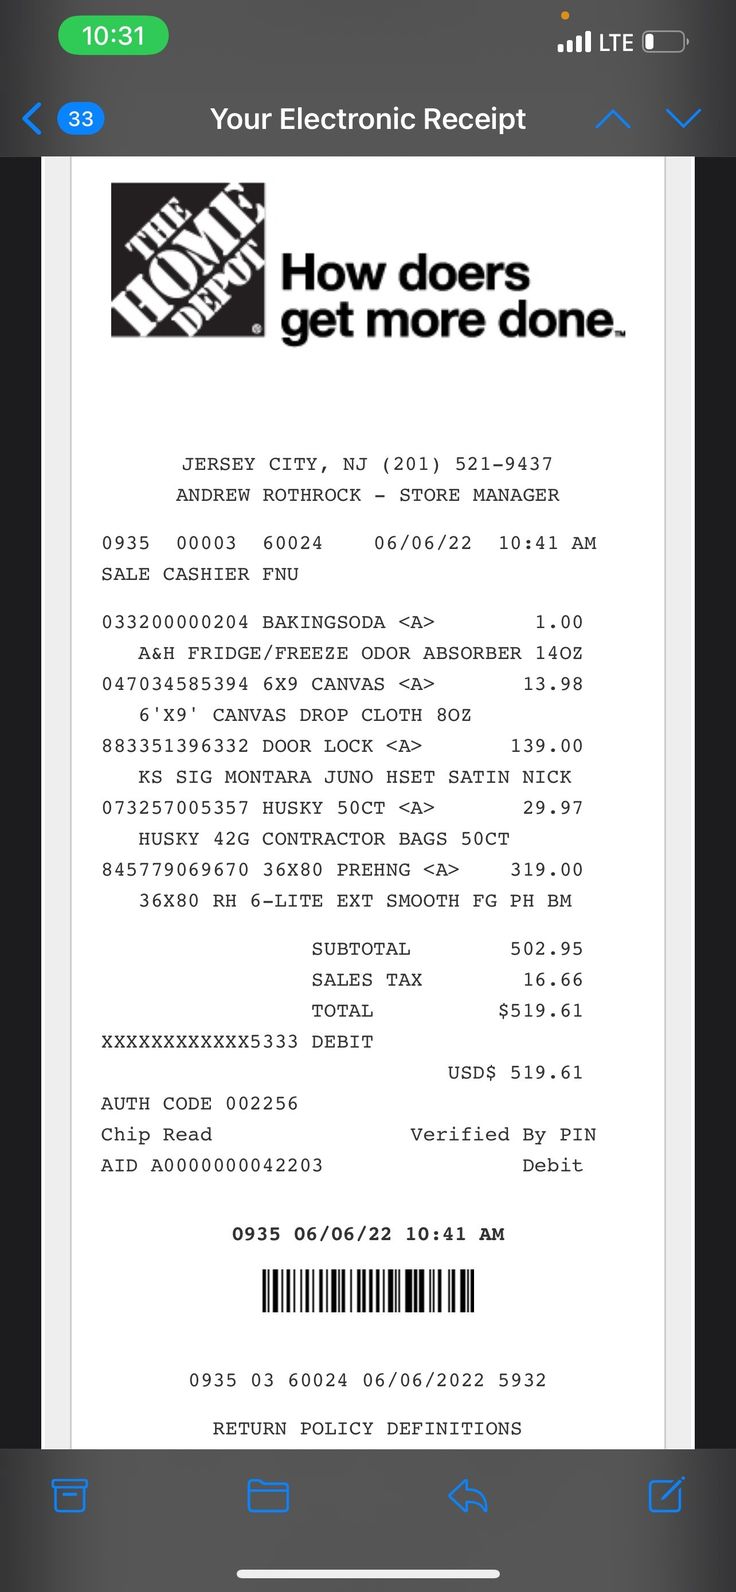 10:31
LTE
33
Your Electronic Receipt
THE
HOME
DEPOT
®
How doers
get more done.™
JERSEY CITY, NJ (201) 521-9437
ANDREW ROTHROCK - STORE MANAGER
0935 00003 60024 06/06/22 10:41 AM
SALE CASHIER FNU
033200000204 BAKINGSODA <A> 1.00
A&H FRIDGE/FREEZE ODOR ABSORBER 14OZ
047034585394 6X9 CANVAS <A> 13.98
6'X9' CANVAS DROP CLOTH 8OZ
883351396332 DOOR LOCK <A> 139.00
KS SIG MONTARA JUNO HSET SATIN NICK
073257005357 HUSKY 50CT <A> 29.97
HUSKY 42G CONTRACTOR BAGS 50CT
845779069670 36X80 PREHNG <A> 319.00
36X80 RH 6-LITE EXT SMOOTH FG PH BM
SUBTOTAL 502.95
SALES TAX 16.66
TOTAL $519.61
XXXXXXXXXXXX5333 DEBIT
USD$ 519.61
AUTH CODE 002256
Chip Read Verified By PIN
AID A0000000042203 Debit
0935 06/06/22 10:41 AM
0935 03 60024 06/06/2022 5932
RETURN POLICY DEFINITIONS